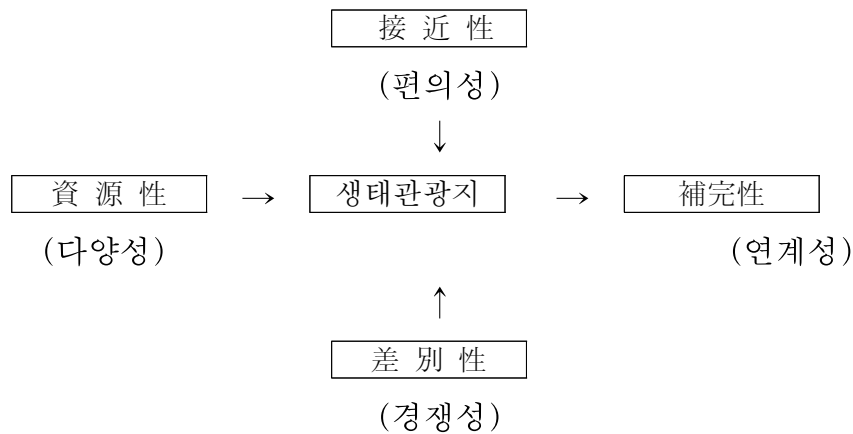 接 近 性
(편의성)
↓
資 源 性 → 생태관광지 → 補完性
(다양성) (연계성)
↑
差 別 性
(경쟁성)